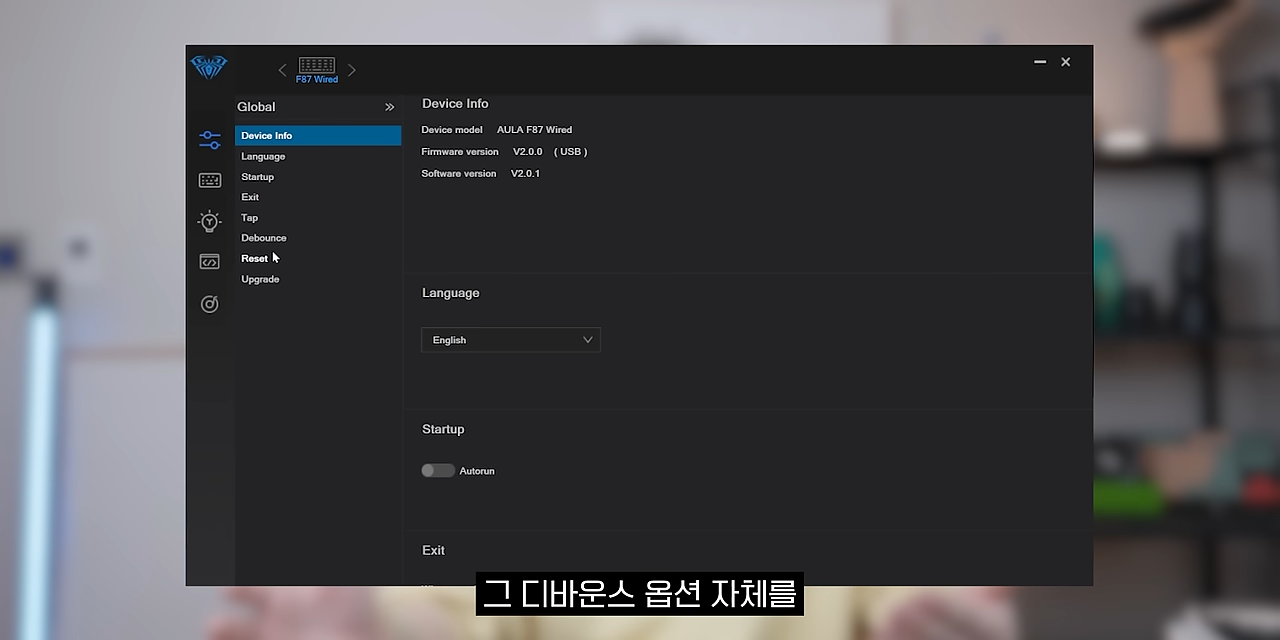 F87 Wired
Global
Device Info
Language
Startup
Exit
Tap
Debounce
Reset
Upgrade
Device Info
Device model AULA F87 Wired
Firmware version V2.0.0 ( USB )
Software version V2.0.1
Language
English
Startup
Autorun
Exit
그 디바운스 옵션 자체를